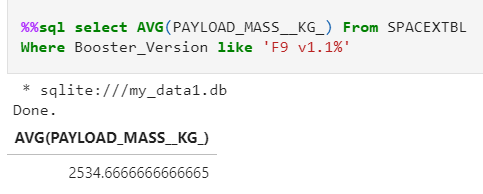 %%sql select AVG(PAYLOAD_MASS__KG_) From SPACEXTBL
Where Booster_Version like 'F9 v1.1%'
* sqlite:///my_data1.db
Done.
AVG(PAYLOAD_MASS__KG_)
2534.6666666666665